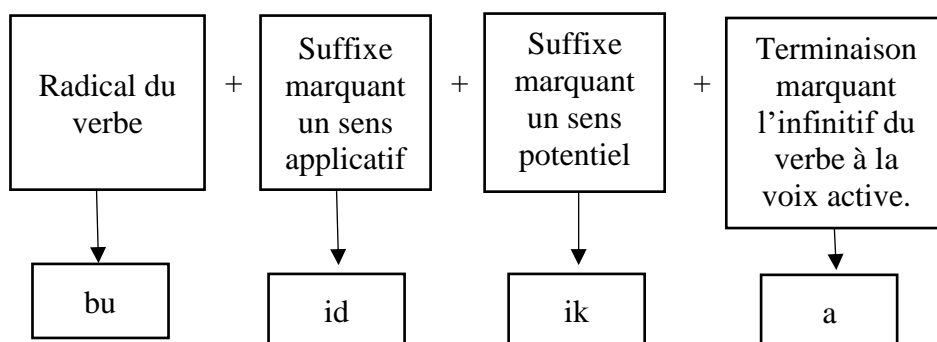 Radical du
verbe
+
Suffixe
marquant
un sens
applicatif
+
Suffixe
marquant
un sens
potentiel
+
Terminaison
marquant
l’infinitif du
verbe à la
voix active.
bu
id
ik
a